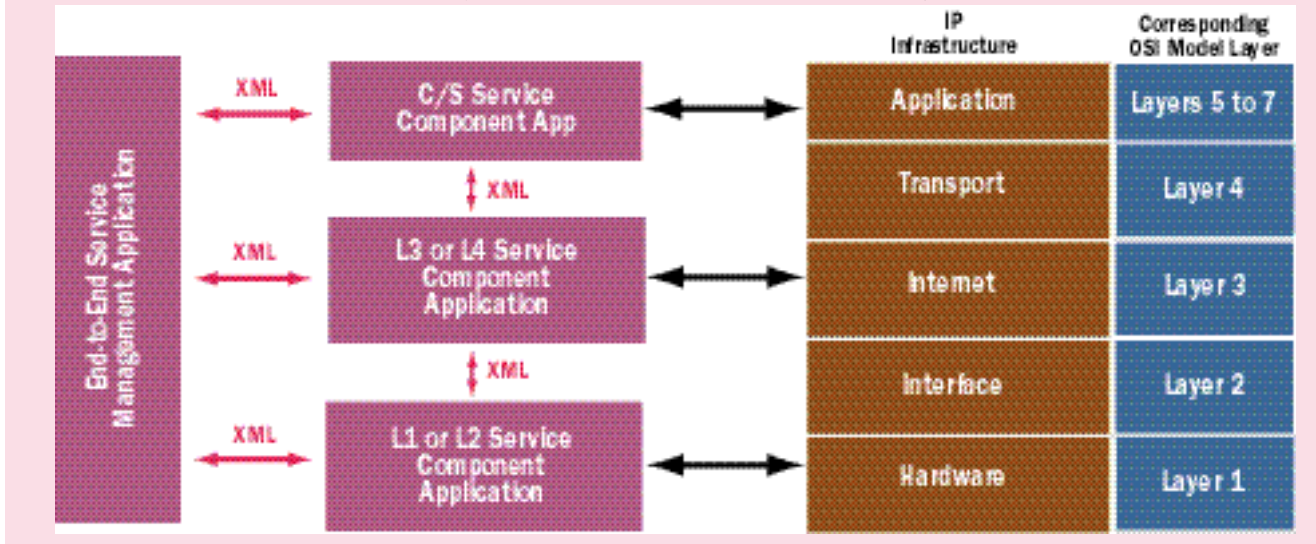 IP
Infrastructure
Corresponding
OSI Model Layer
End-to-End Service
Management Application
XML
C/S Service
Component App
Application
Layers 5 to 7
XML
Transport
Layer 4
XML
L3 or L4 Service
Component
Application
Internet
Layer 3
XML
Interface
Layer 2
XML
L1 or L2 Service
Component
Application
Hardware
Layer 1